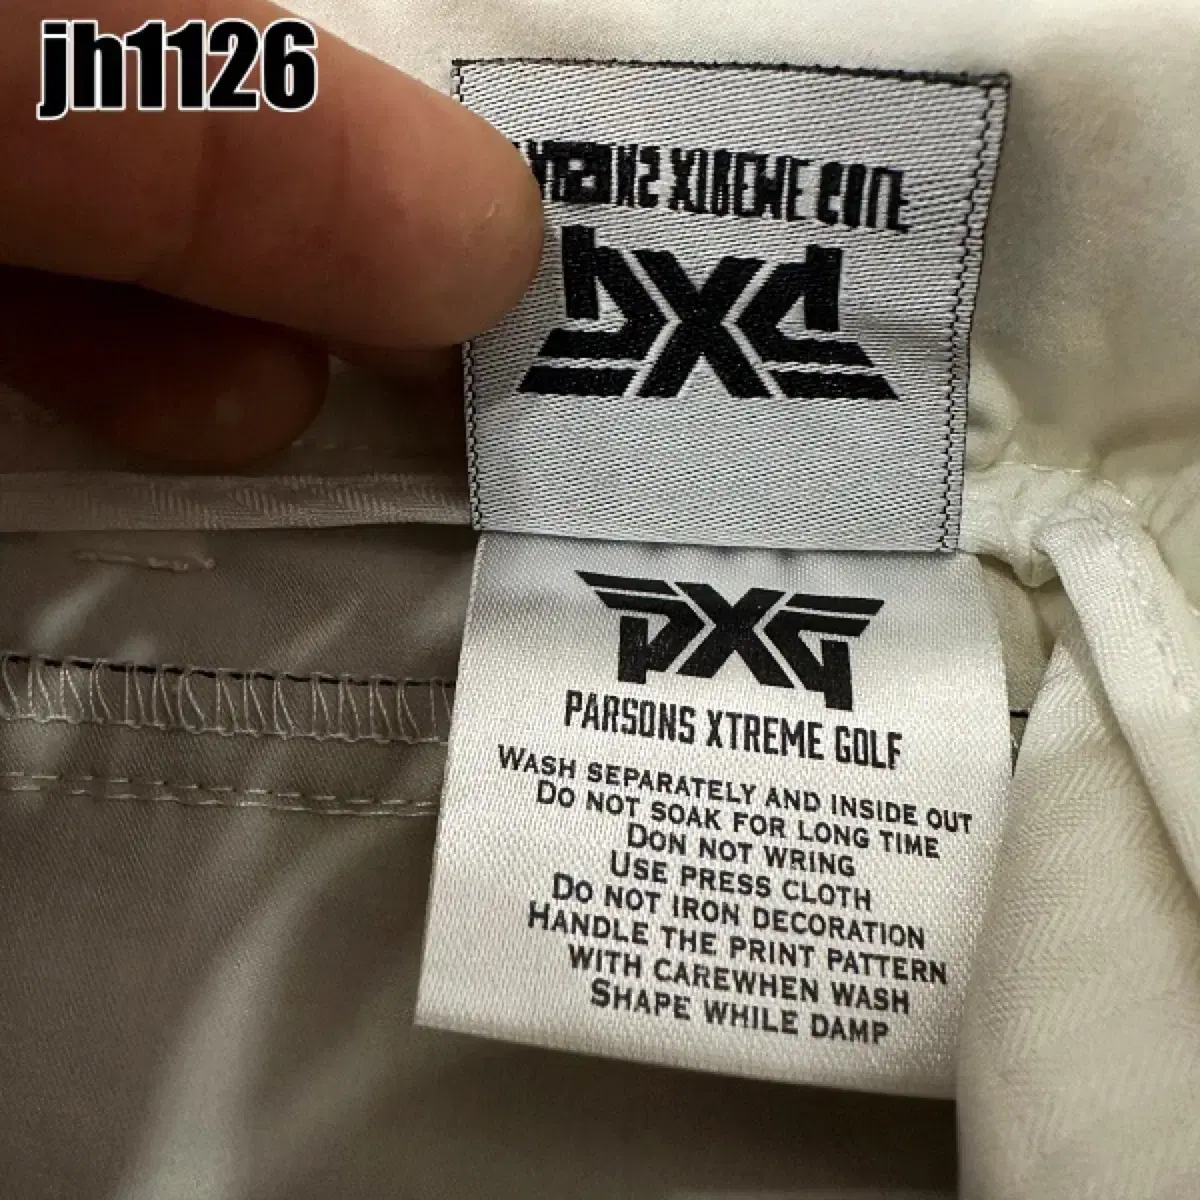 jh1126
XTREME GOLF
PXG
PXG
PARSONS XTREME GOLF
WASH SEPARATELY AND INSIDE OUT
DO NOT SOAK FOR LONG TIME
DON NOT WRING
USE PRESS CLOTH
DO NOT IRON DECORATION
HANDLE THE PRINT PATTERN
WITH CAREWHEN WASH
SHAPE WHILE DAMP